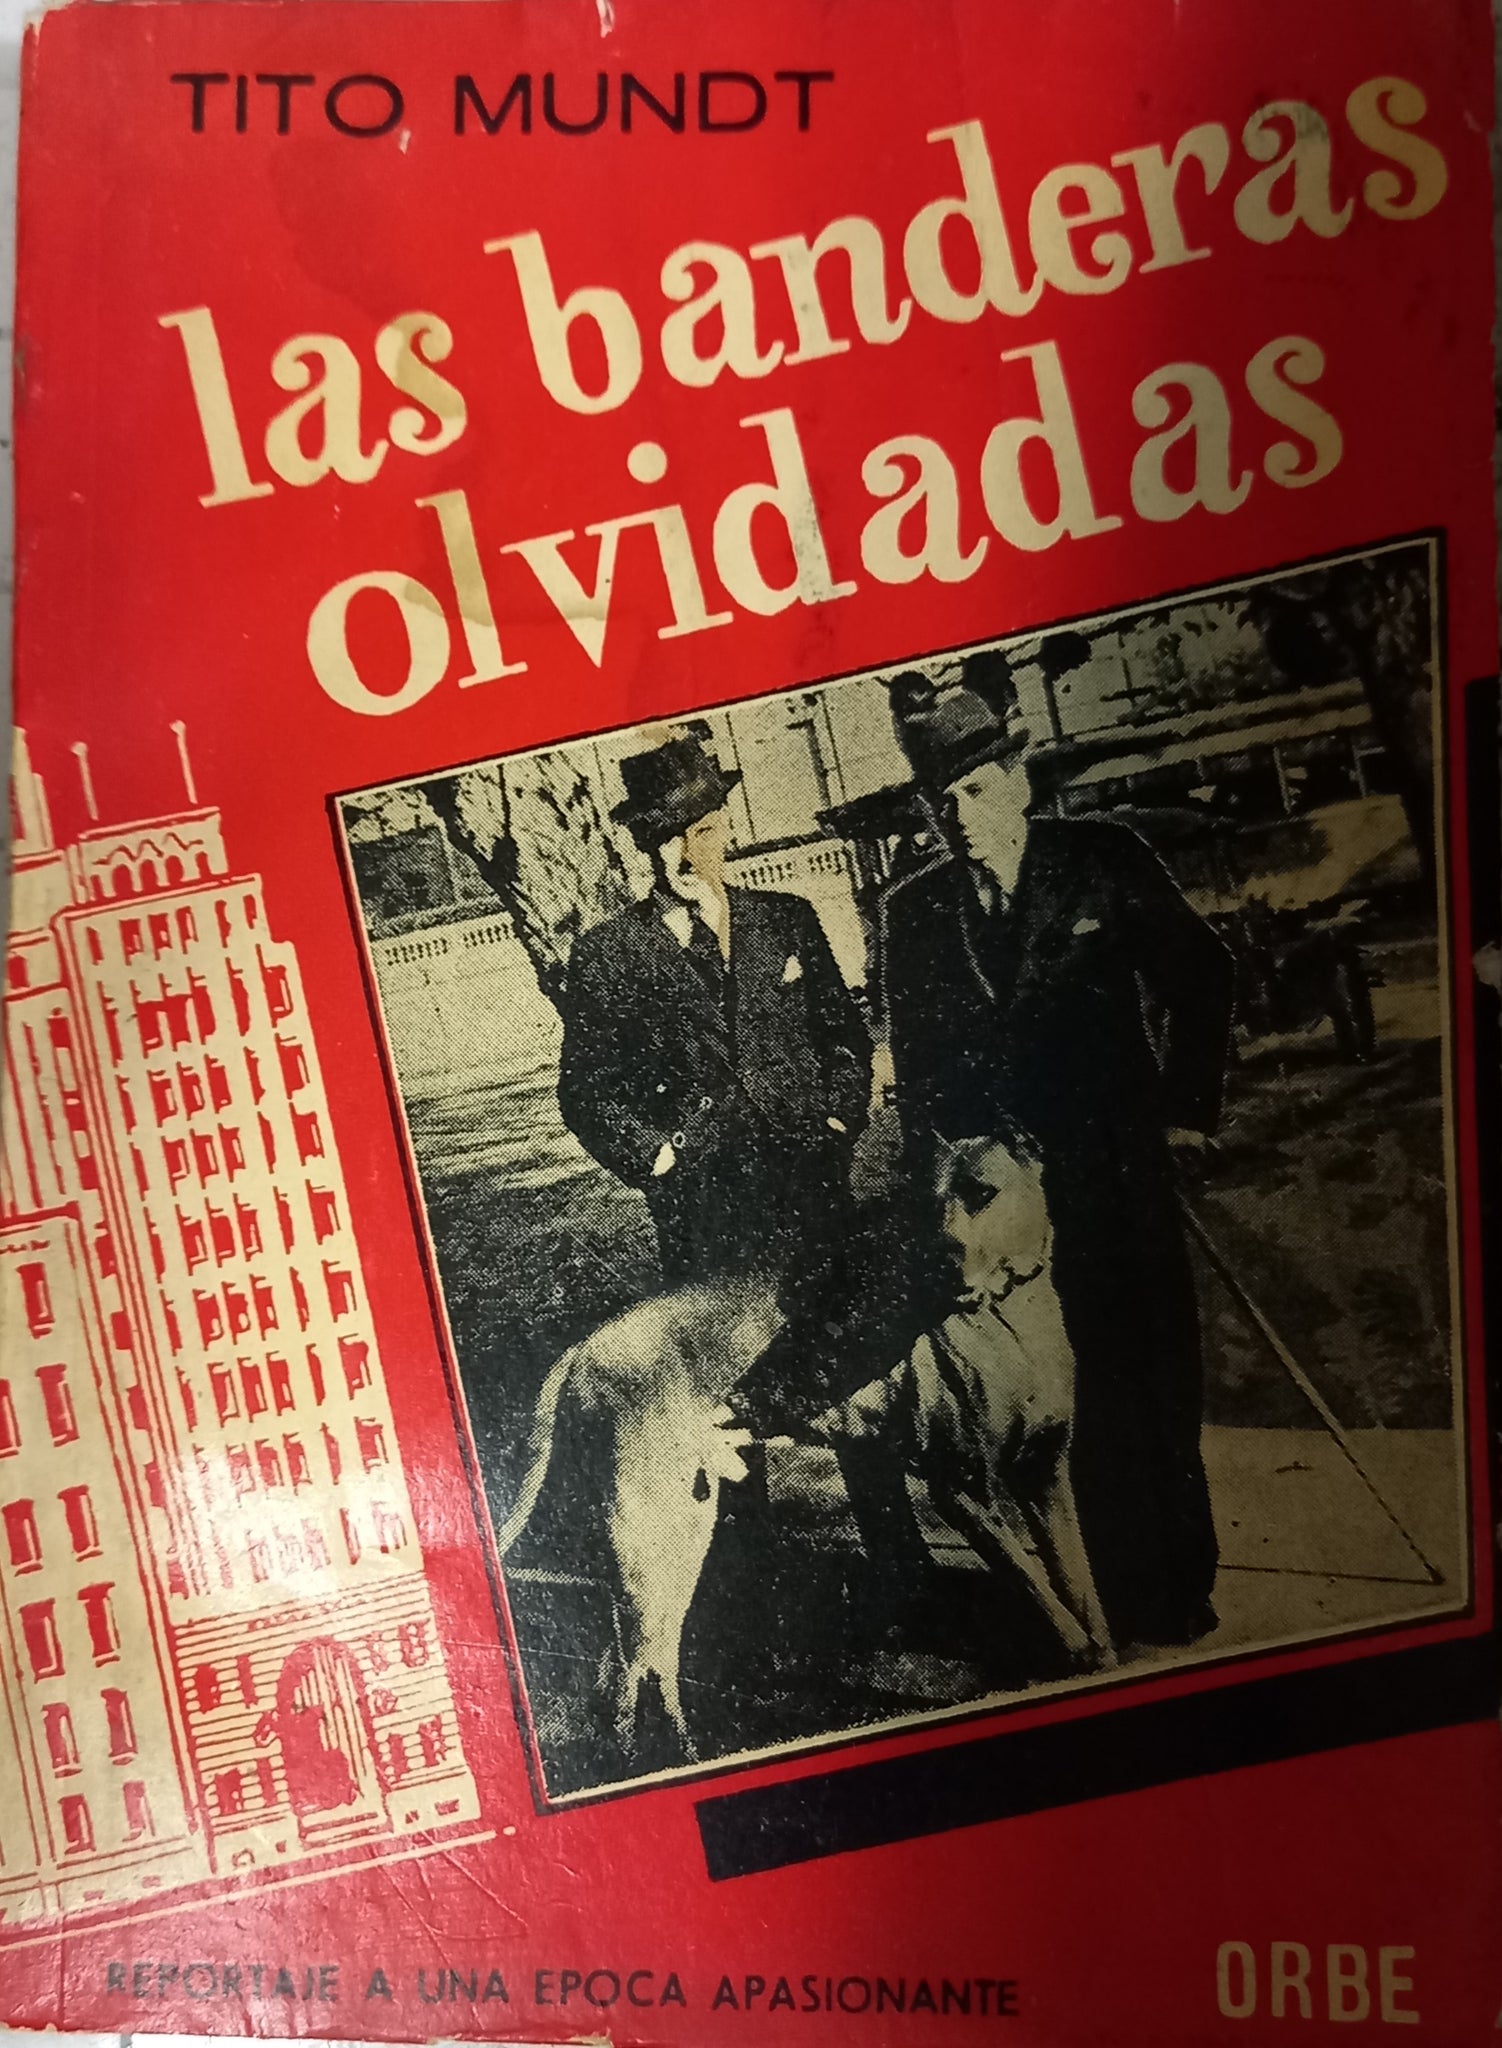 TITO MUNDT
las banderas
olvidadas
REPORTAJE A UNA EPOCA APASIONANTE
ORBE